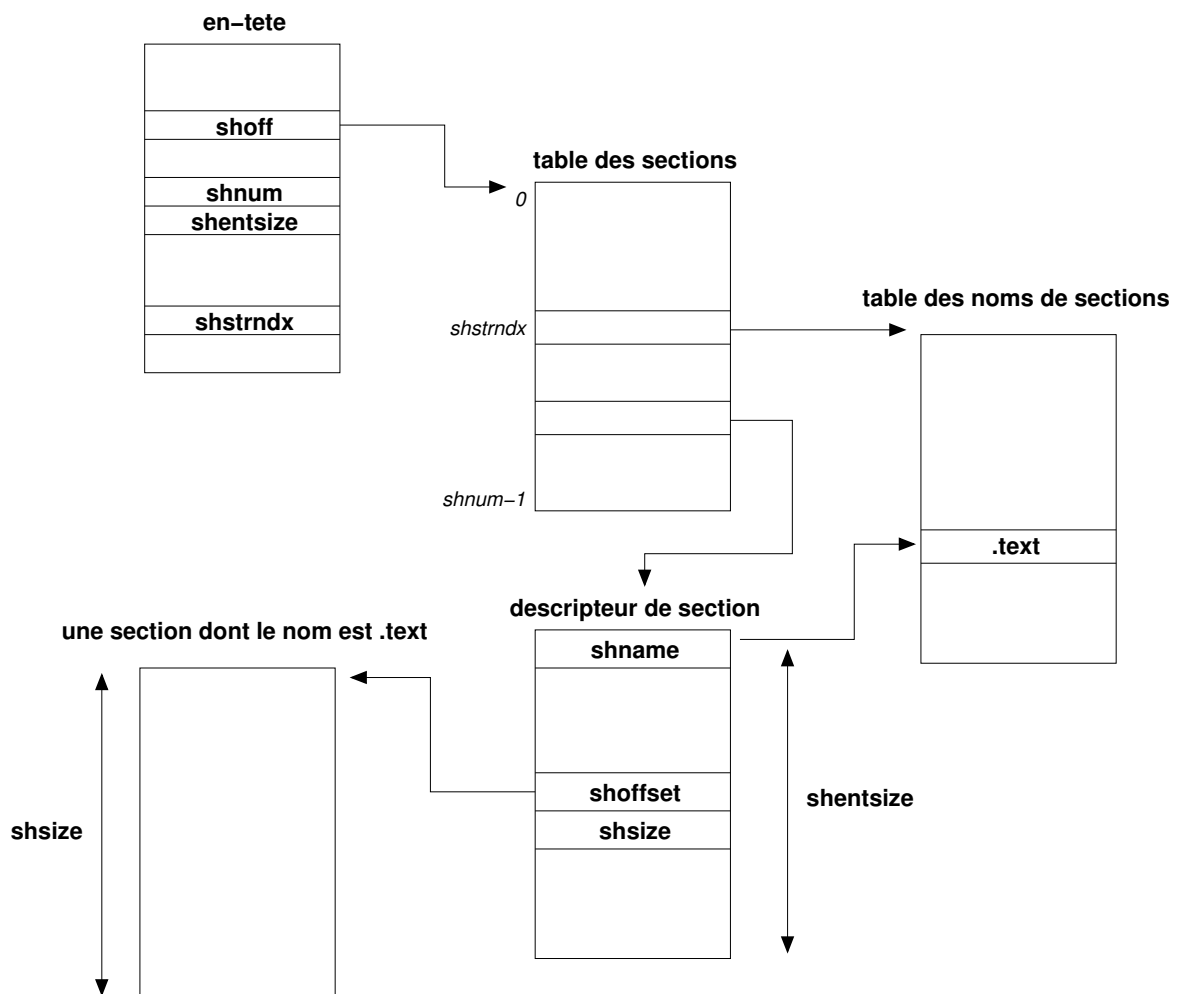 en−tete
shoff
shnum
shentsize
shstrndx
table des sections
0
shstrndx
shnum−1
table des noms de sections
.text
descripteur de section
shname
shoffset
shsize
shentsize
une section dont le nom est .text
shsize